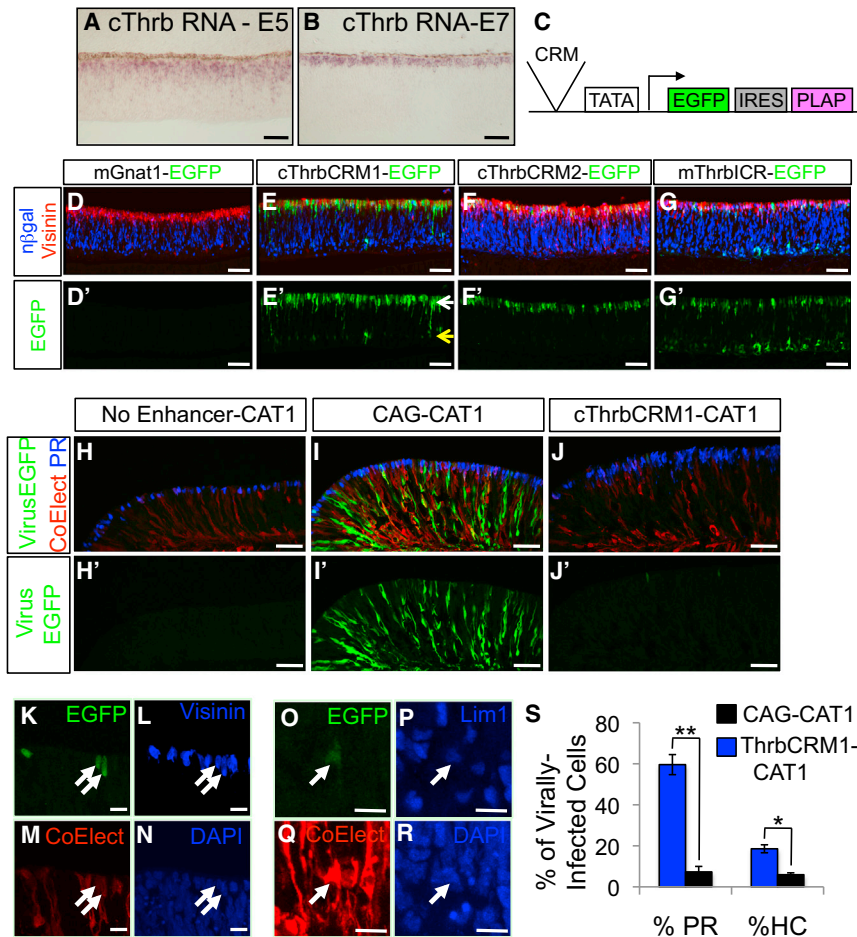 A cThrb RNA - E5
B cThrb RNA-E7
C
CRM
TATA
EGFP
IRES
PLAP
mGnat1-EGFP
cThrbCRM1-EGFP
cThrbCRM2-EGFP
mThrbICR-EGFP
nβgal
Visinin
D
E
F
G
EGFP
D'
E'
F'
G'
No Enhancer-CAT1
CAG-CAT1
cThrbCRM1-CAT1
VirusEGFP
CoElect PR
H
I
J
Virus
EGFP
H'
I'
J'
K EGFP
L Visinin
M CoElect
N DAPI
O EGFP
P Lim1
Q CoElect
R DAPI
S
CAG-CAT1
ThrbCRM1-
CAT1
% of Virally-
Infected Cells
80
60
40
20
0
**
*
% PR
%HC